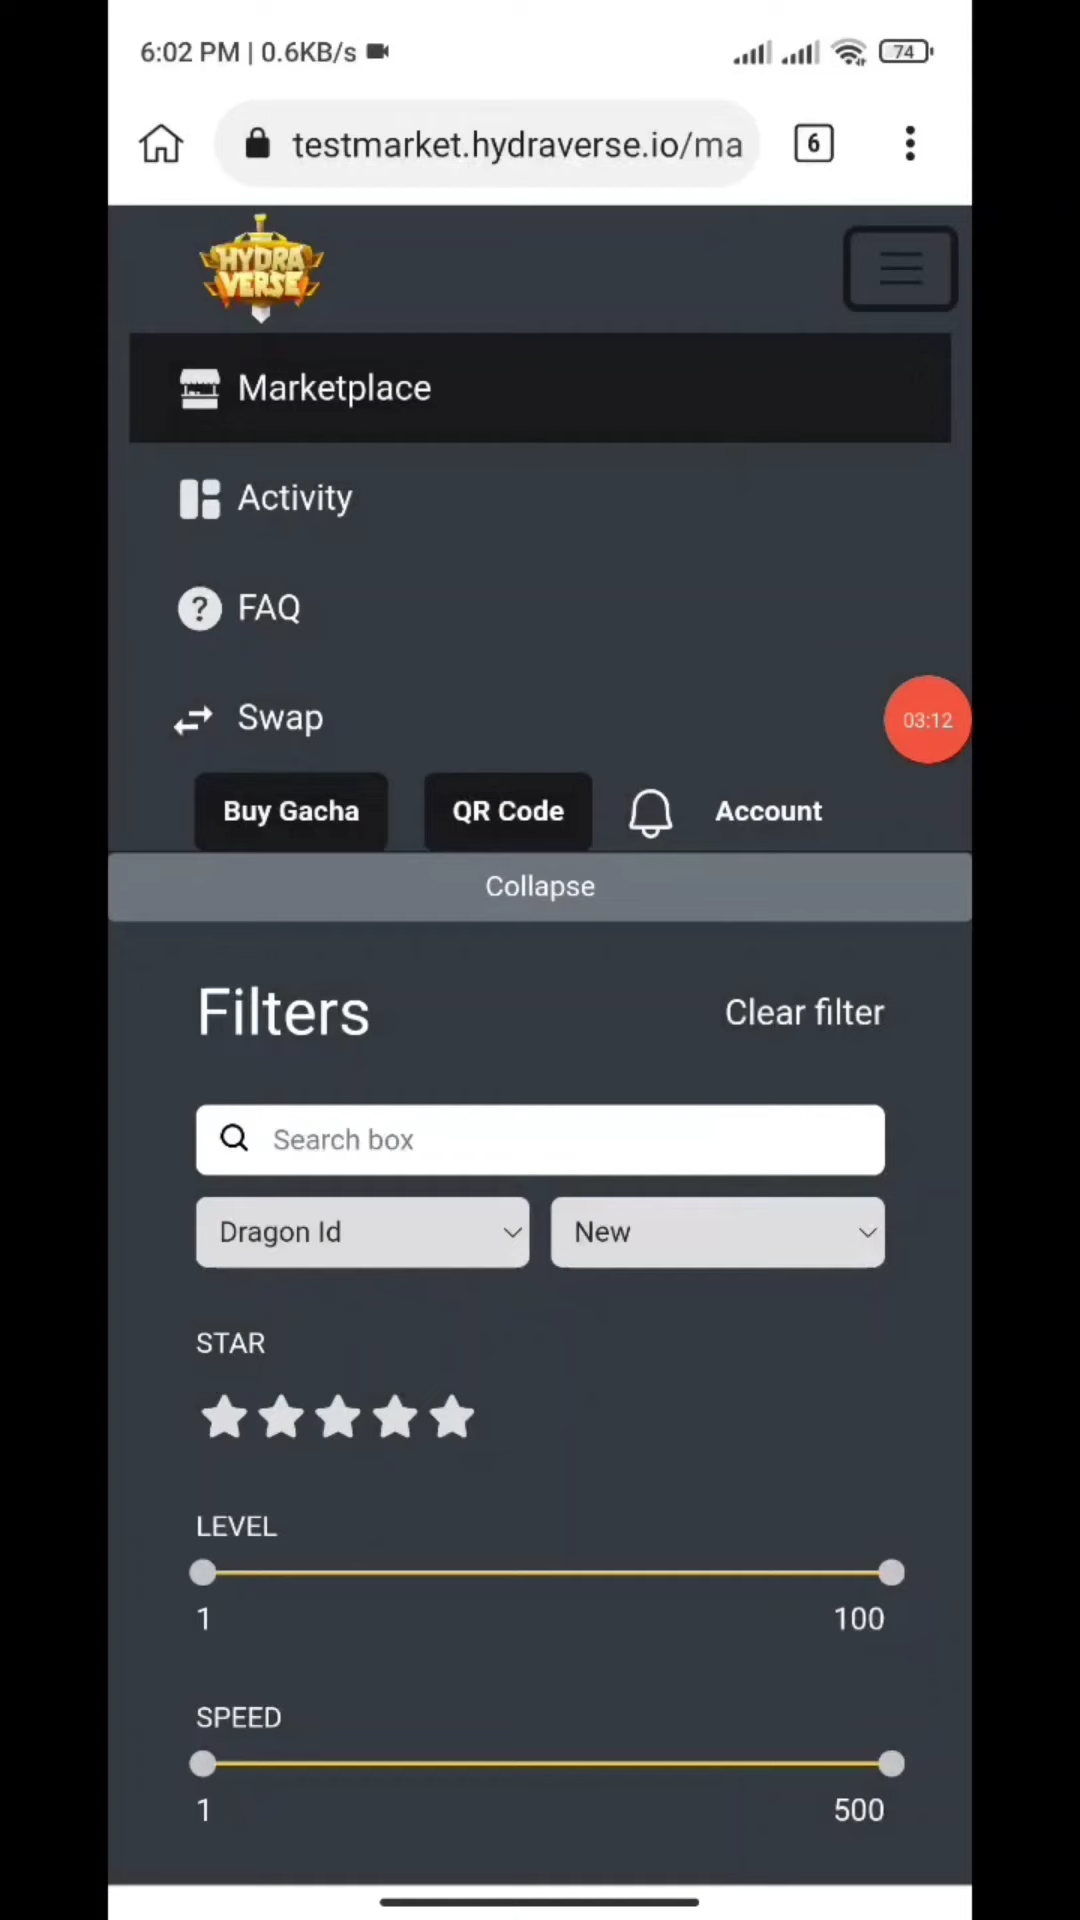 6:02 PM | 0.6KB/s
74
testmarket.hydraverse.io/ma
6
HYDRA
VERSE
Marketplace
Activity
? FAQ
Swap
03:12
Buy Gacha QR Code Account
Collapse
Filters Clear filter
Search box
Dragon Id New
STAR
LEVEL
1 100
SPEED
1 500